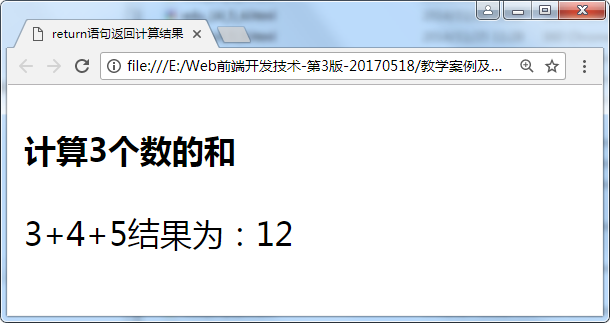 return语句返回计算结果
file:///E:/Web前端开发技术-第3版-20170518/教学案例及...
计算3个数的和
3+4+5结果为：12